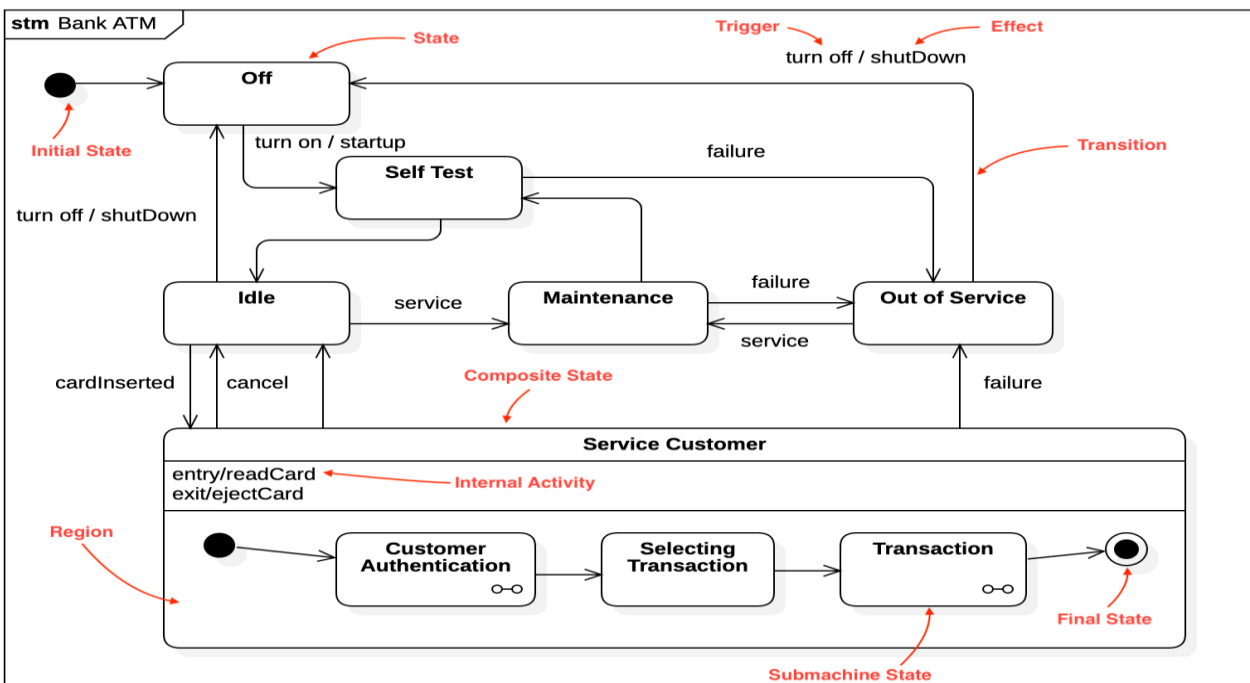 stm Bank ATM
State
Trigger
Effect
turn off / shutDown
Off
Initial State
turn on / startup
failure
Transition
Self Test
turn off / shutDown
Idle
service
Maintenance
failure
Out of Service
service
cardInserted
cancel
Composite State
failure
Service Customer
entry/readCard
exit/ejectCard
Internal Activity
Region
Customer
Authentication
Selecting
Transaction
Transaction
Final State
Submachine State